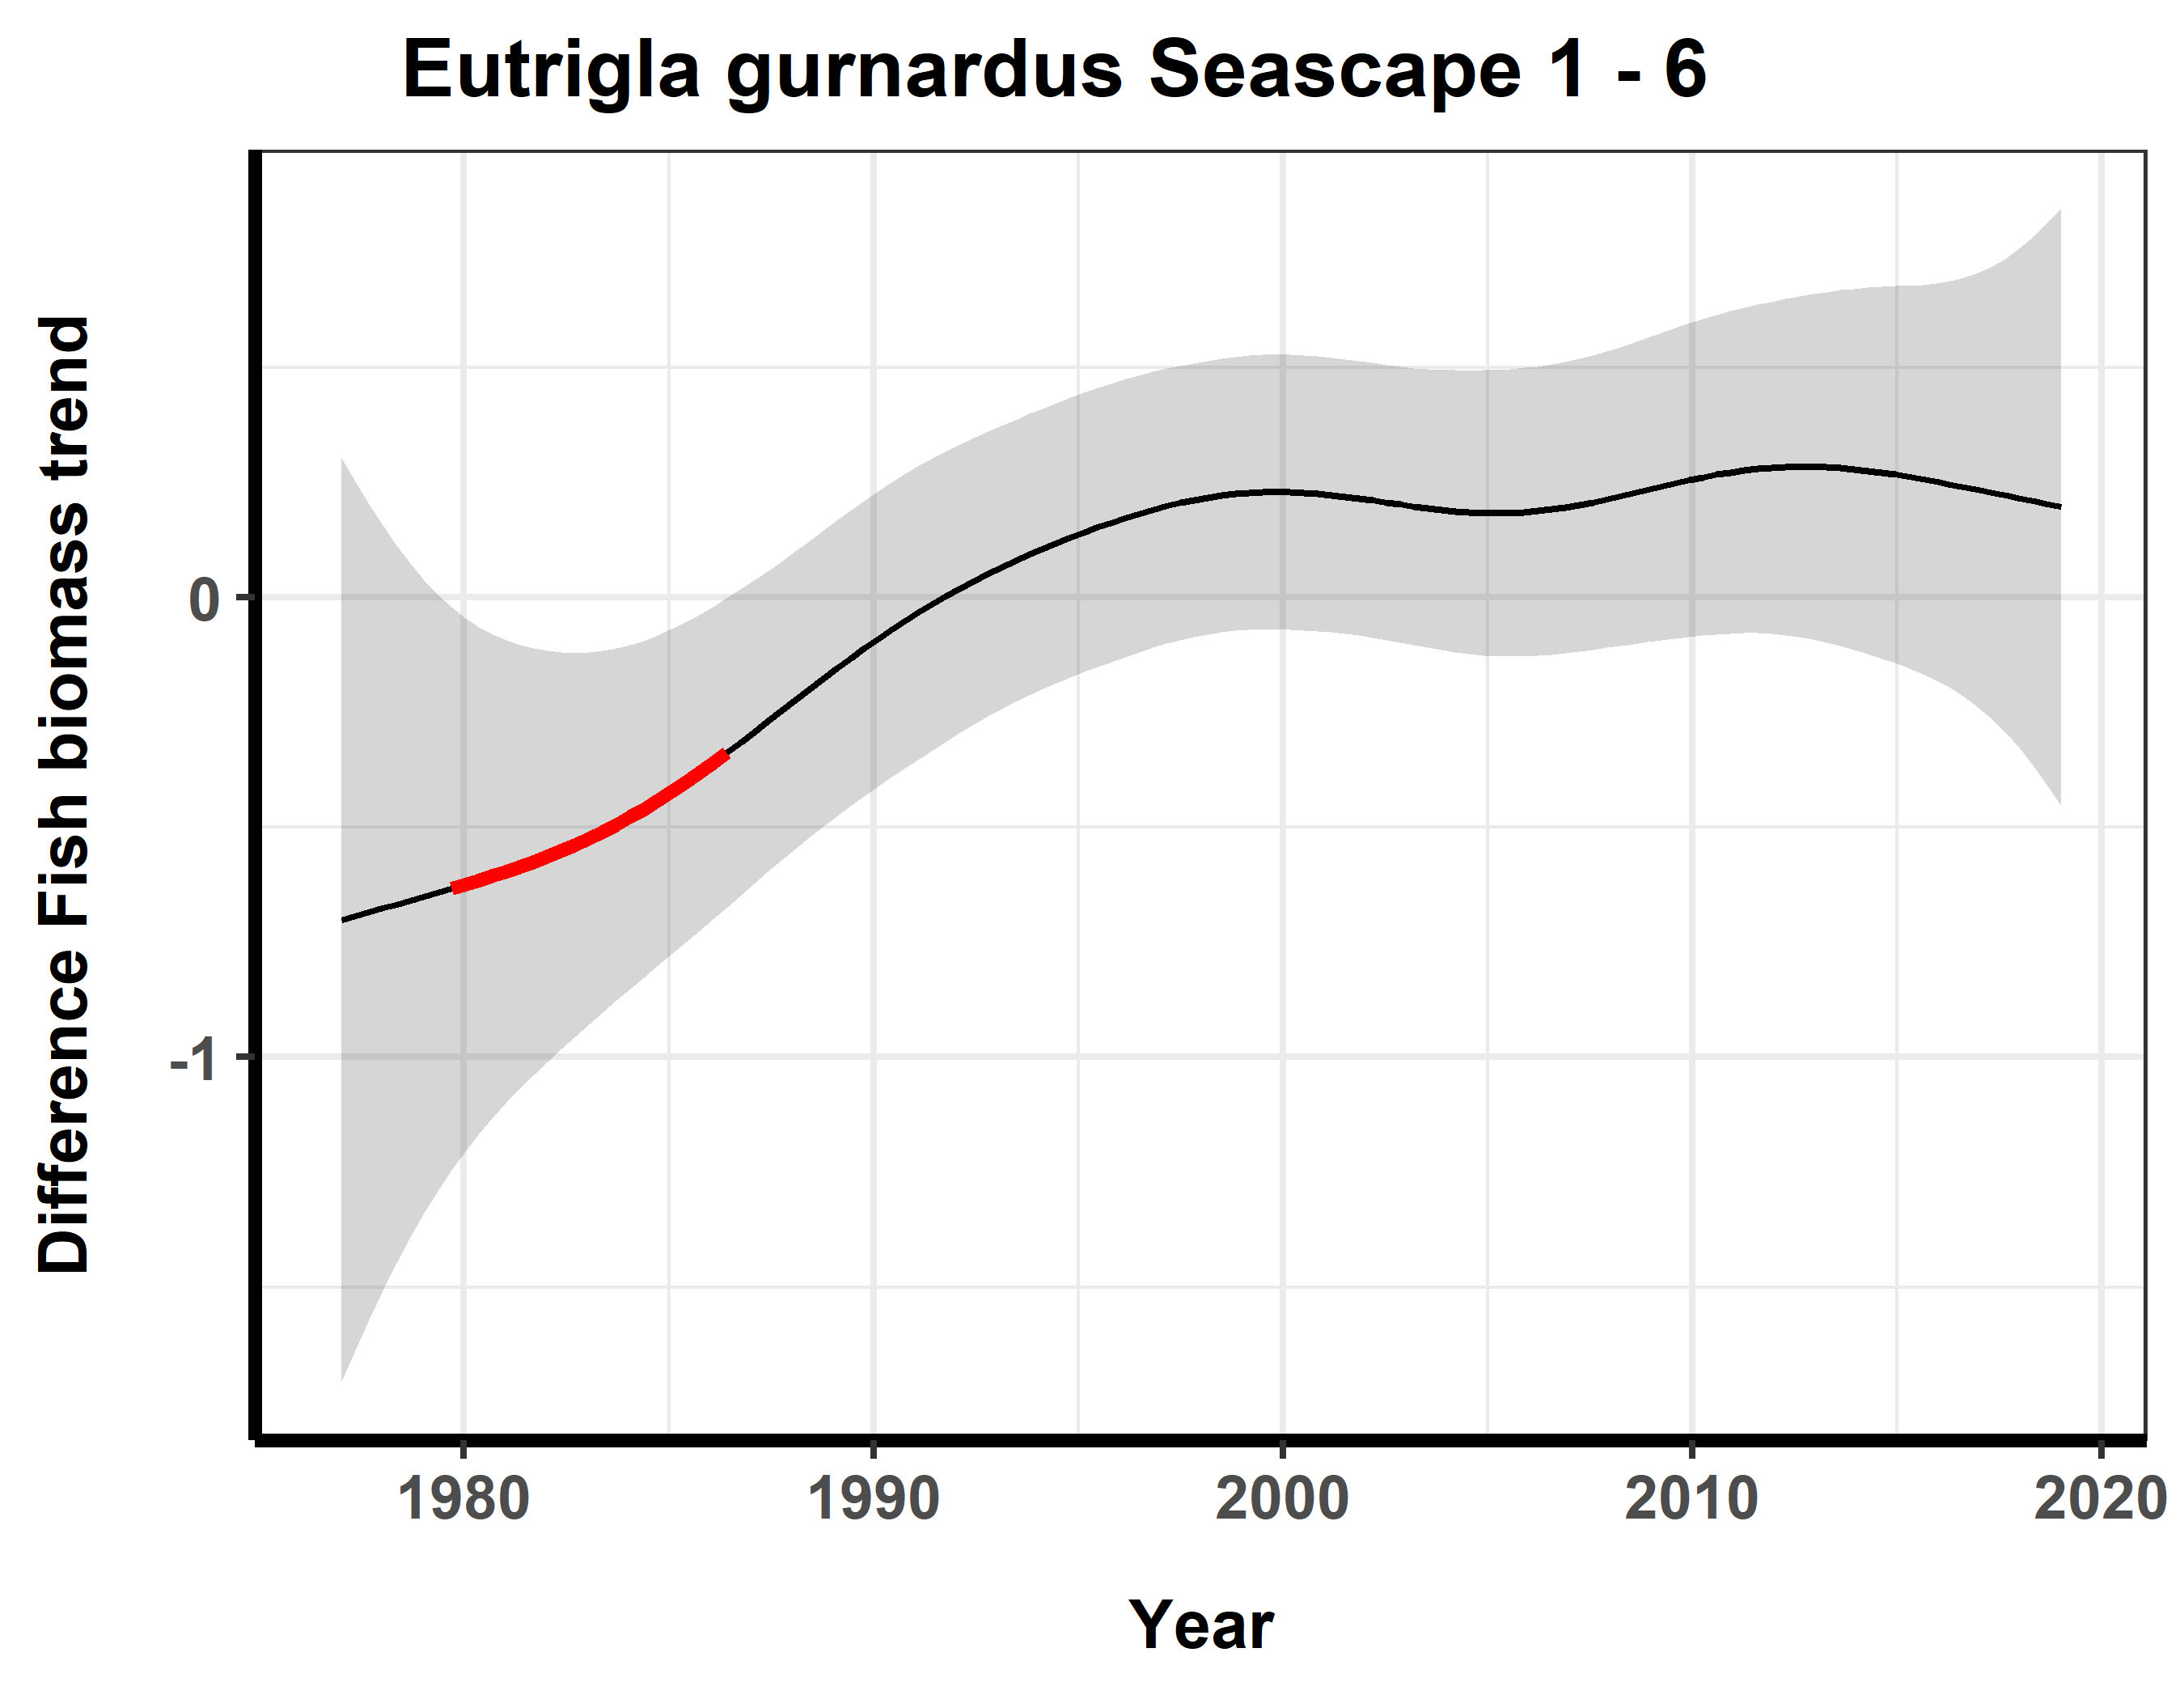 Eutrigla gurnardus Seascape 1 - 6
Difference Fish biomass trend
0
-1
1980 1990 2000 2010 2020
Year